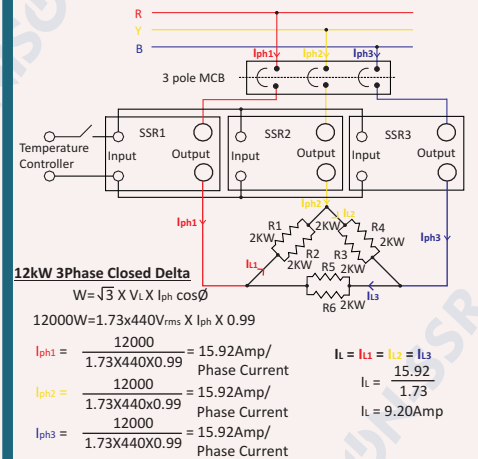 R
Y
B
Iph1 Iph2 Iph3
3 pole MCB
SSR1 SSR2 SSR3
Temperature
Controller
Input Output Input Output Input Output
Iph1 Iph2 Iph3
R1 2KW IL2 R4
2KW 2KW
R2 R3
2KW 2KW
IL1 R5 IL3
R6 2KW
12kW 3Phase Closed Delta
W=√3 X VL X Iph cosØ
12000W=1.73x440Vrms X Iph X 0.99
Iph1 = 12000
1.73X440X0.99 = 15.92Amp/
Phase Current
Iph2 = 12000
1.73X440x0.99 = 15.92Amp/
Phase Current
Iph3 = 12000
1.73X440X0.99 = 15.92Amp/
Phase Current
IL = IL1 = IL2 = IL3
IL = 15.92
1.73
IL = 9.20Amp